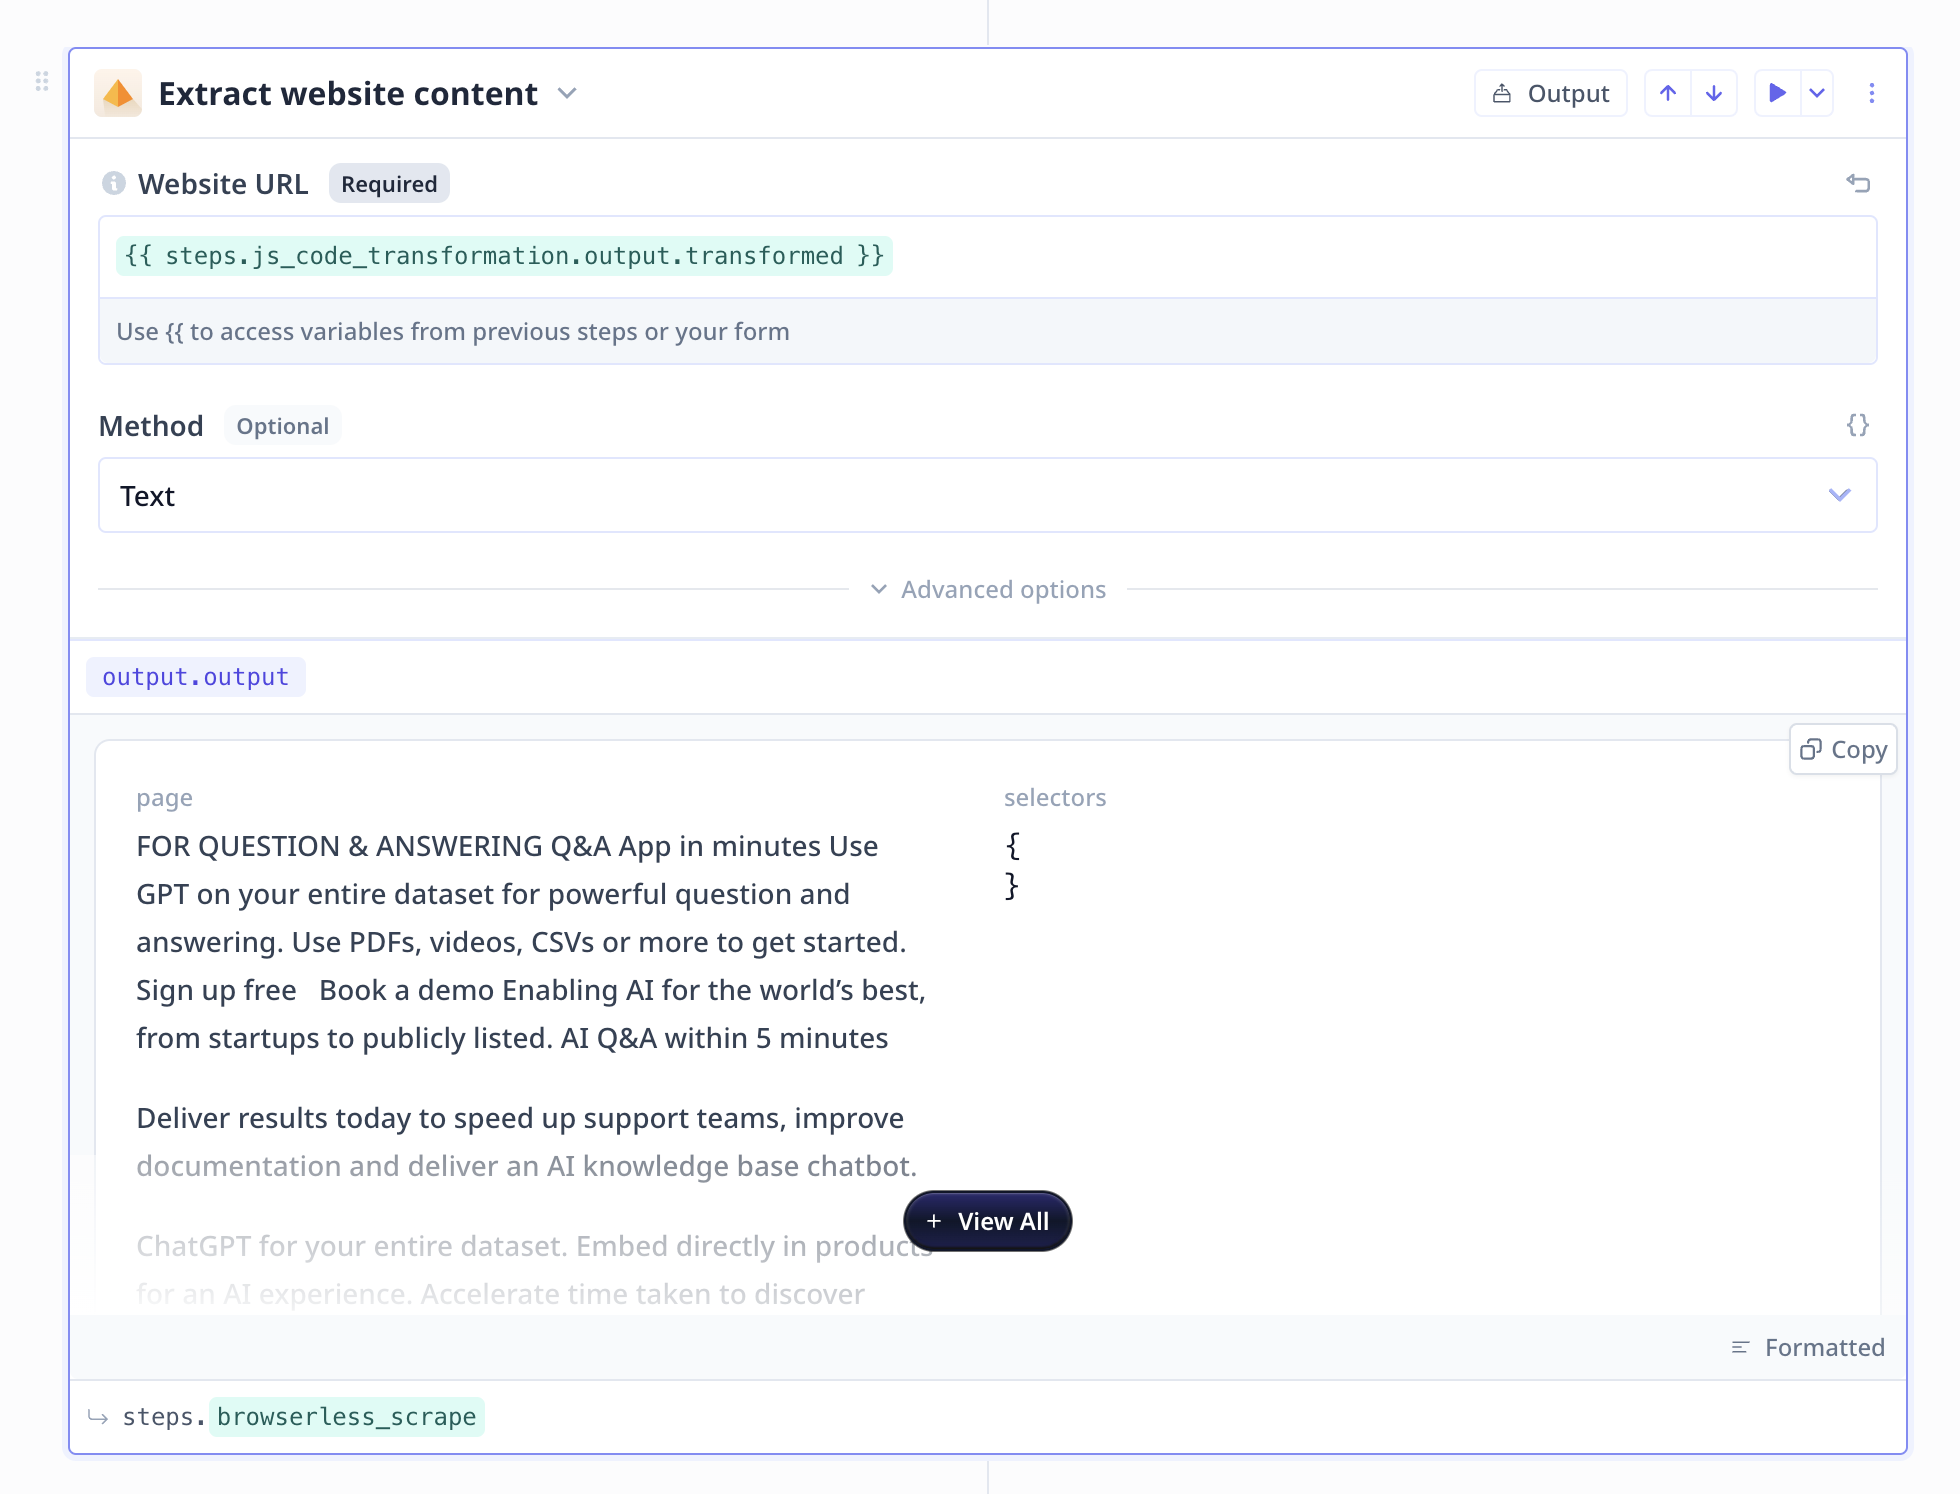 Extract website content
Output
Website URL Required
{{ steps.js_code_transformation.output.transformed }}
Use {{ to access variables from previous steps or your form
Method Optional
{}
Text
Advanced options
output.output
Copy
page
FOR QUESTION & ANSWERING Q&A App in minutes Use
GPT on your entire dataset for powerful question and
answering. Use PDFs, videos, CSVs or more to get started.
Sign up free   Book a demo Enabling AI for the world’s best,
from startups to publicly listed. AI Q&A within 5 minutes
Deliver results today to speed up support teams, improve
documentation and deliver an AI knowledge base chatbot.
ChatGPT for your entire dataset. Embed directly in products
for an AI experience. Accelerate time taken to discover
selectors
{
}
+ View All
Formatted
steps.browserless_scrape